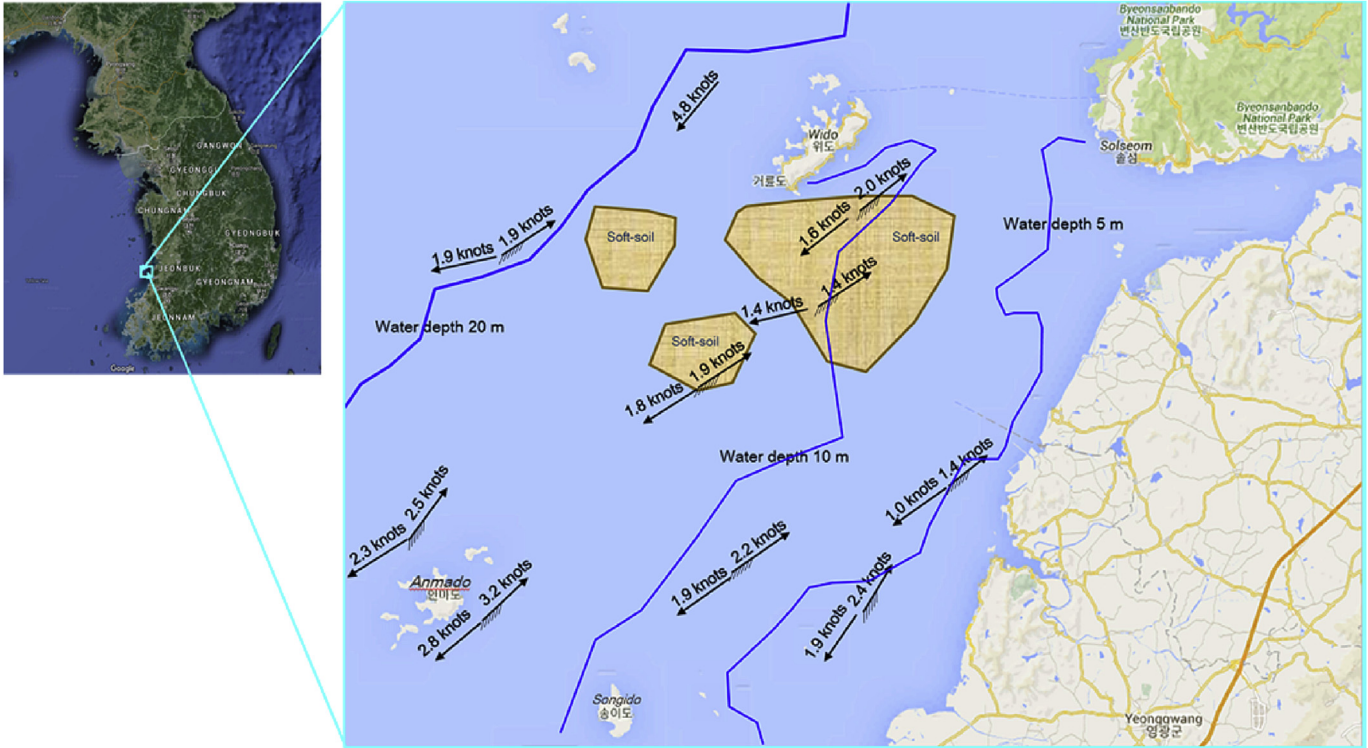 GANGWON
GYEONGGI
CHUNGBUK
CHUNGNAM
GYEONGBUK
JEONBUK
GYEONGNAM
JEONNAM
Google
Byeonsanbando
National Park
변산반도국립공원
Byeonsanbando
National Park
변산반도국립공원
4.8 knots
Wido
위도
거륜도
Solseom
솔섬
2.0 knots
1.6 knots
Soft-soil
Water depth 5 m
1.9 knots
1.9 knots
Soft-soil
1.4 knots
1.4 knots
Water depth 20 m
Soft-soil
1.9 knots
1.8 knots
Water depth 10 m
1.4 knots
1.0 knots
2.5 knots
2.3 knots
2.2 knots
1.9 knots
Anmado
안마도
3.2 knots
2.8 knots
2.4 knots
1.9 knots
Songido
송이도
Yeonggwang
영광군